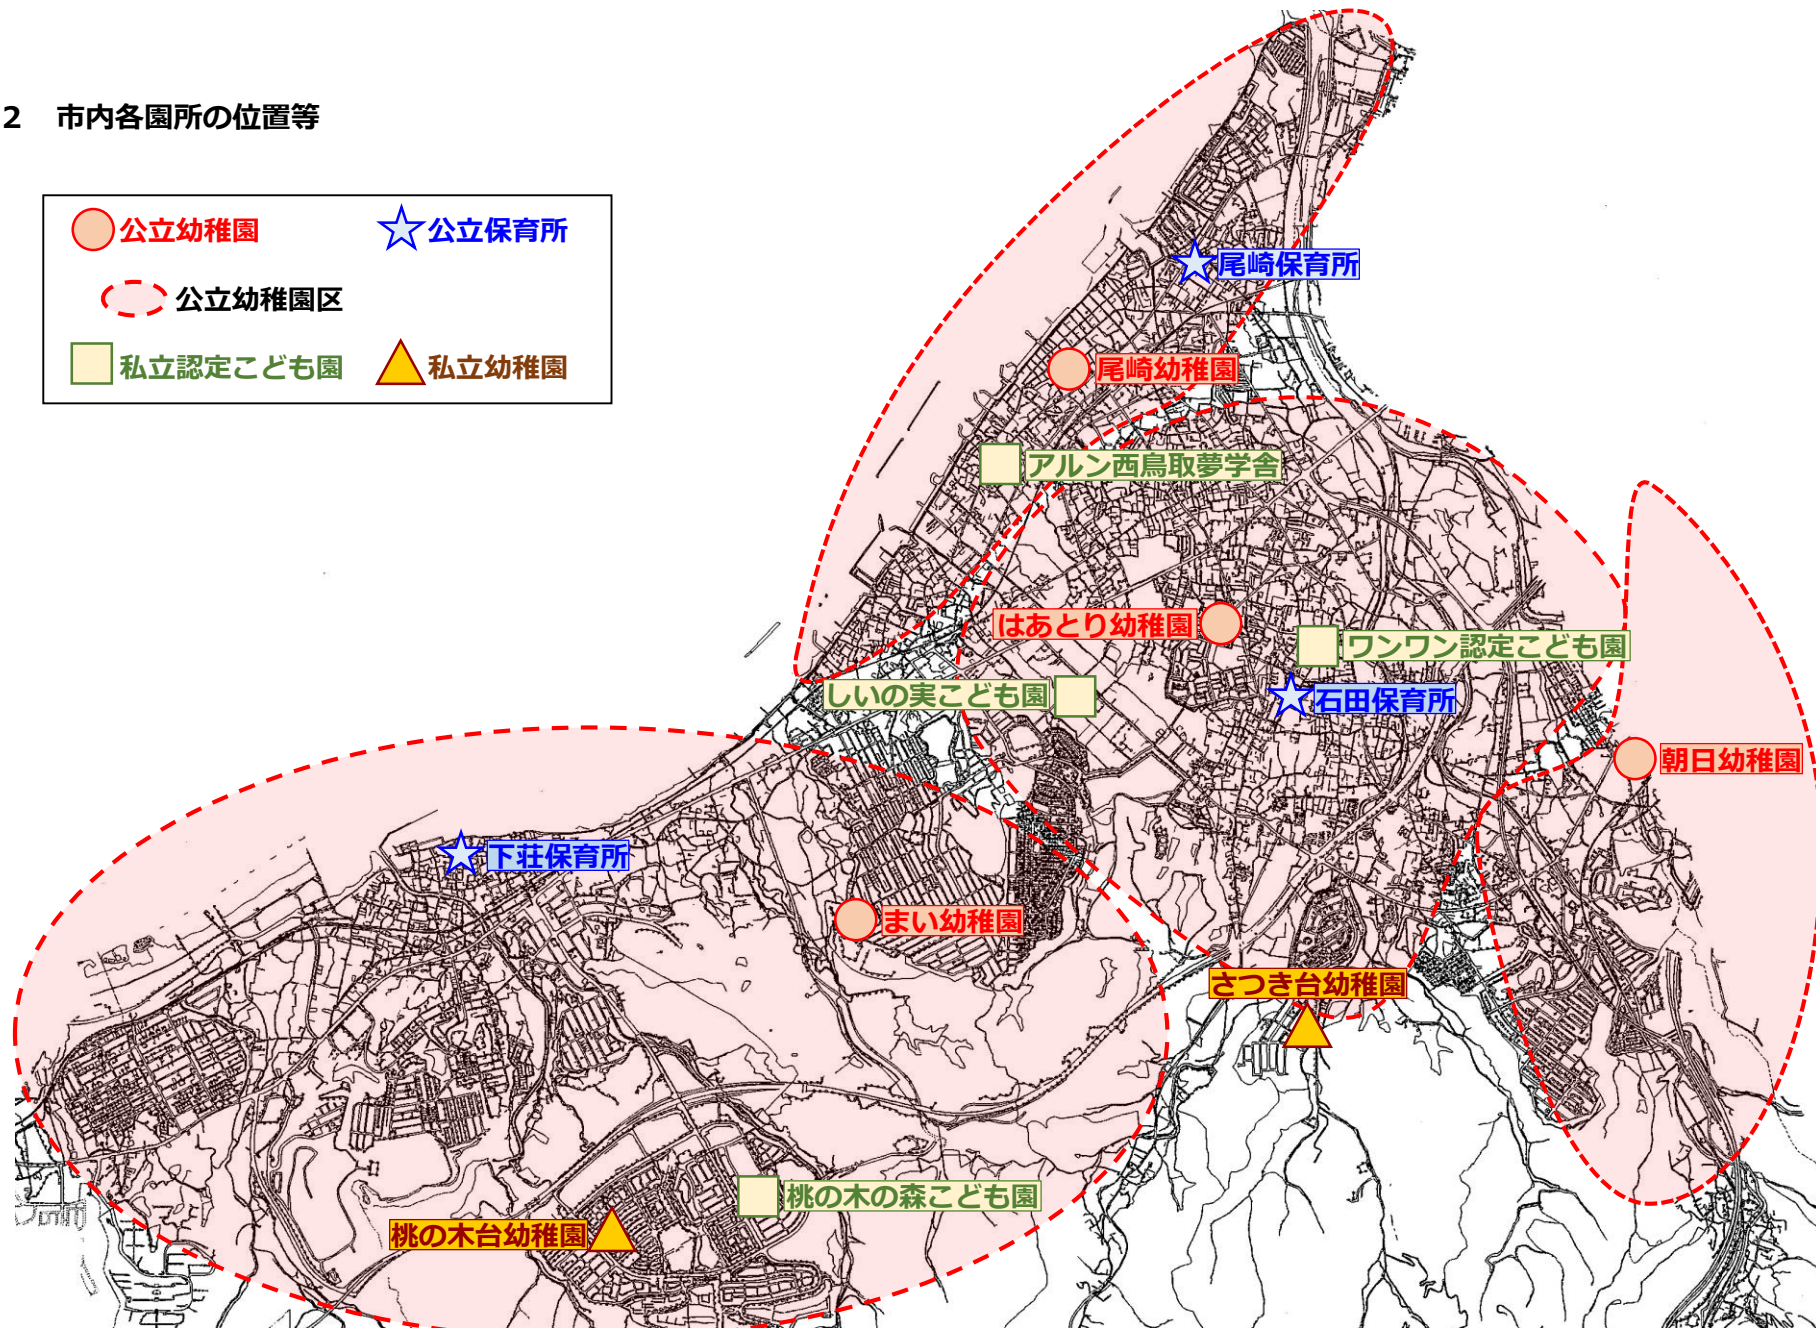 2 市内各園所の位置等
公立幼稚園
公立保育所
公立幼稚園区
私立認定こども園
私立幼稚園
尾崎保育所
尾崎幼稚園
アルン西鳥取夢学舎
はあとり幼稚園
ワンワン認定こども園
しいの実こども園
石田保育所
朝日幼稚園
下荘保育所
まい幼稚園
さつき台幼稚園
桃の木の森こども園
桃の木台幼稚園